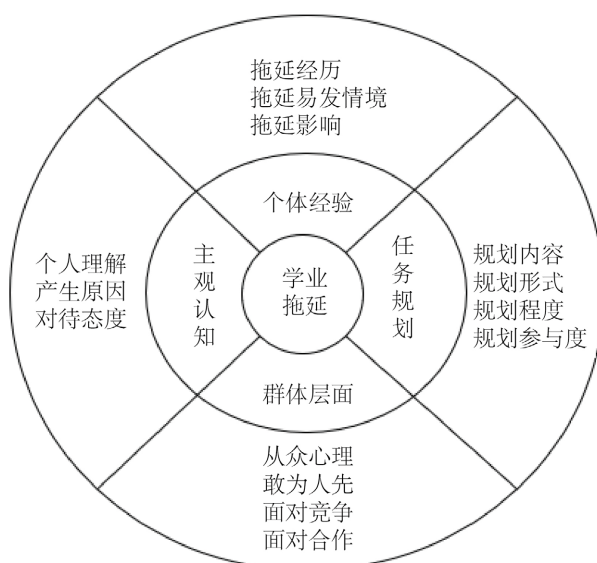 拖延经历
拖延易发情境
拖延影响
个体经验
主观认知
学业
拖延
任务规划
个人理解
产生原因
对待态度
规划内容
规划形式
规划程度
规划参与度
群体层面
从众心理
敢为人先
面对竞争
面对合作